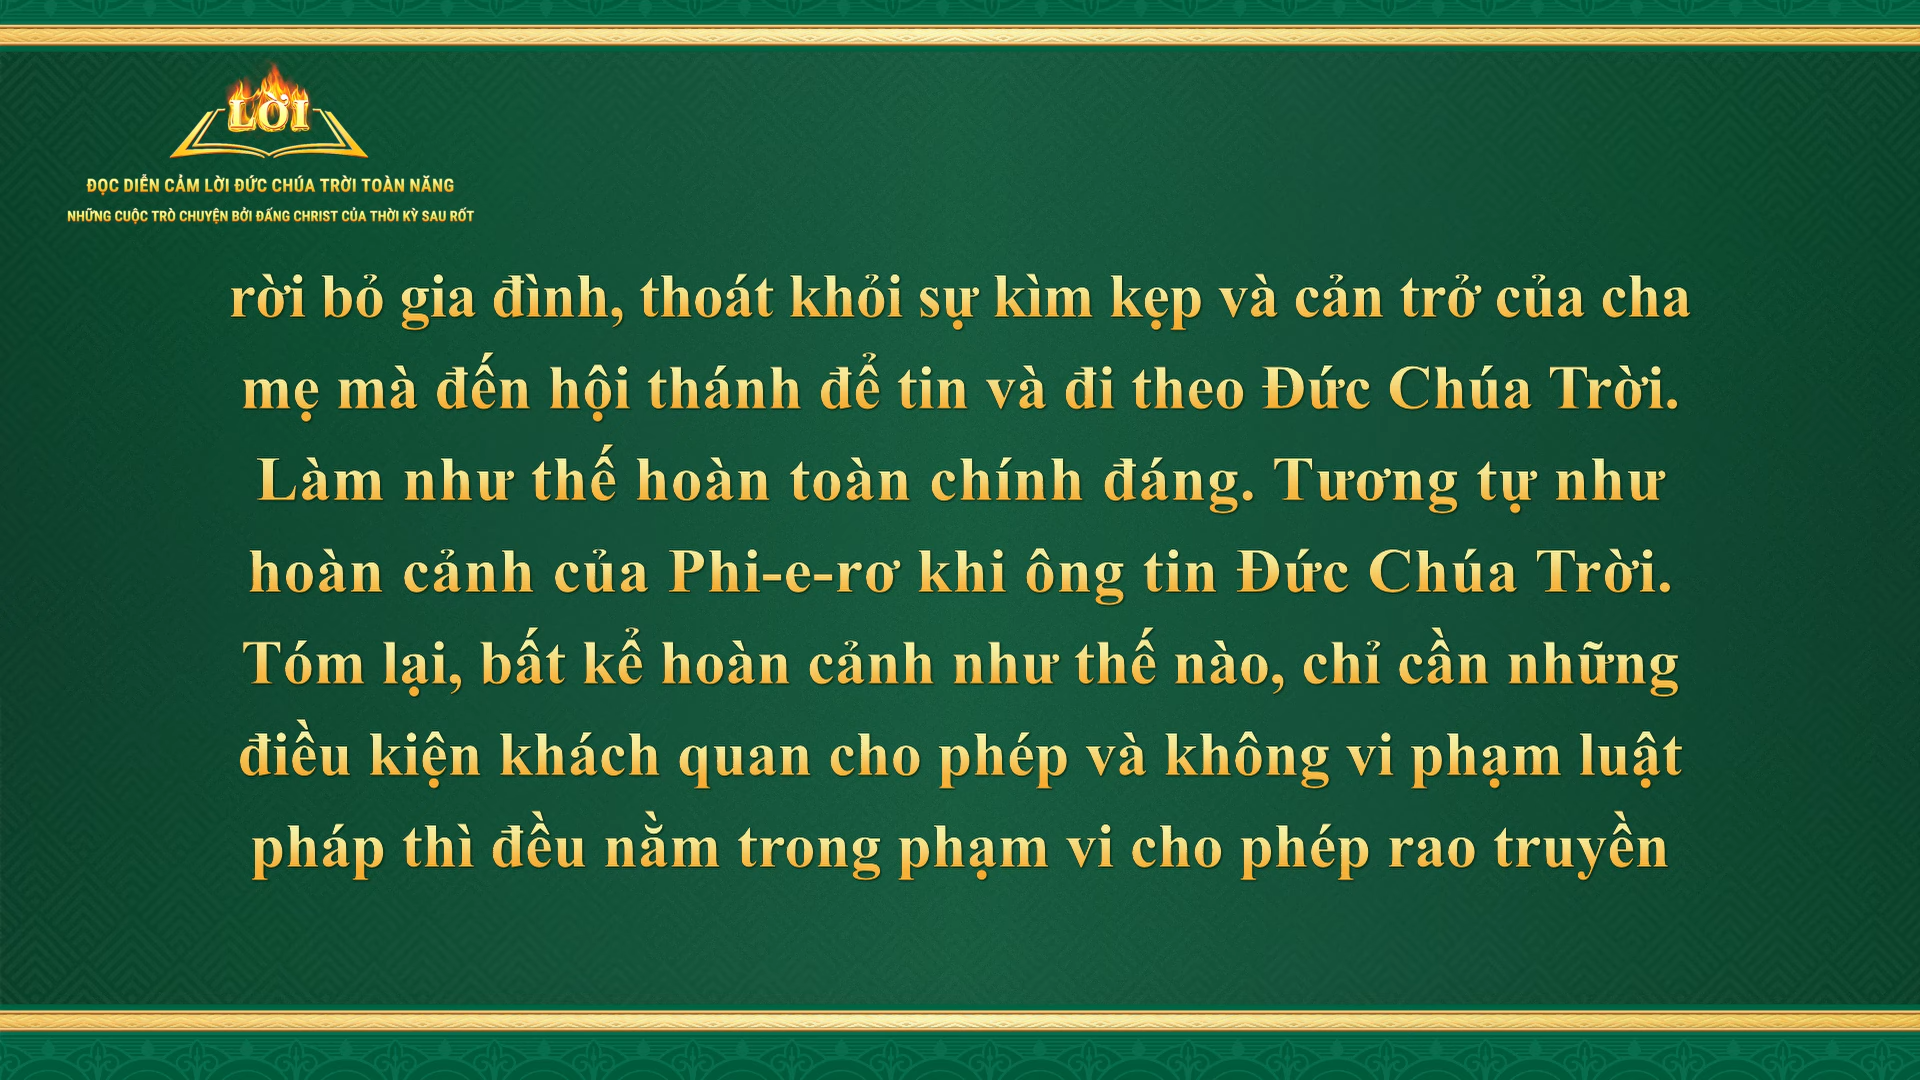 LỜI
ĐỌC DIỄN CẢM LỜI ĐỨC CHÚA TRỜI TOÀN NĂNG
NHỮNG CUỘC TRÒ CHUYỆN BỞI ĐẤNG CHRIST CỦA THỜI KỲ SAU RỐT
rời bỏ gia đình, thoát khỏi sự kìm kẹp và cản trở của cha
mẹ mà đến hội thánh để tin và đi theo Đức Chúa Trời.
Làm như thế hoàn toàn chính đáng. Tương tự như
hoàn cảnh của Phi-e-rơ khi ông tin Đức Chúa Trời.
Tóm lại, bất kể hoàn cảnh như thế nào, chỉ cần những
điều kiện khách quan cho phép và không vi phạm luật
pháp thì đều nằm trong phạm vi cho phép rao truyền